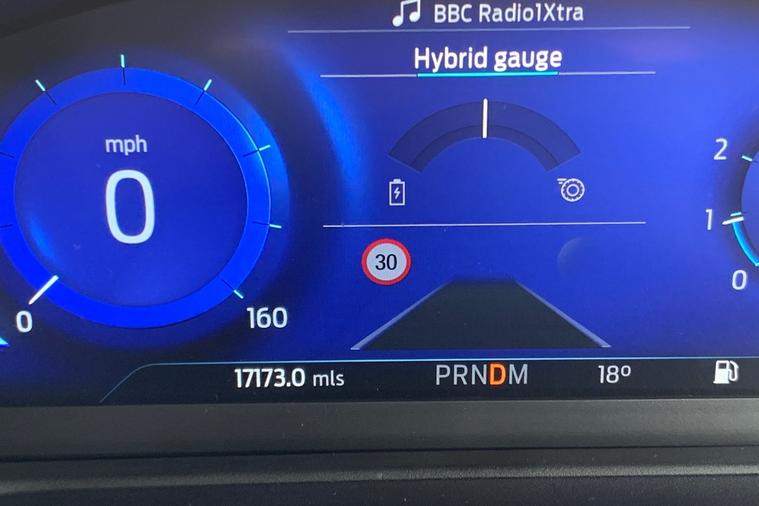 BBC Radio1Xtra
Hybrid gauge
mph
0
0
160
30
2
1
0
17173.0 mls
PRNDM
18º